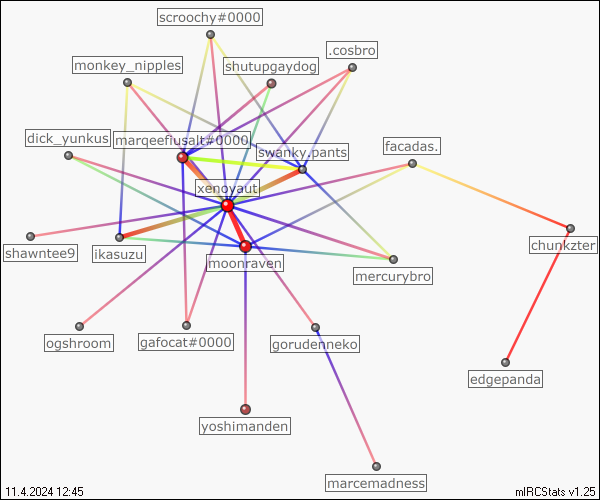 scroochy#0000
.cosbro
monkey_nipples
shutupgaydog
dick_yunkus
marqeefiusalt#0000
swanky.pants
facadas.
xenoyaut
shawntee9
ikasuzu
moonraven
mercurybro
chunkzter
ogshroom
gafocat#0000
gorudenneko
edgepanda
yoshimanden
marcemadness
11.4.2024 12:45
mIRCStats v1.25